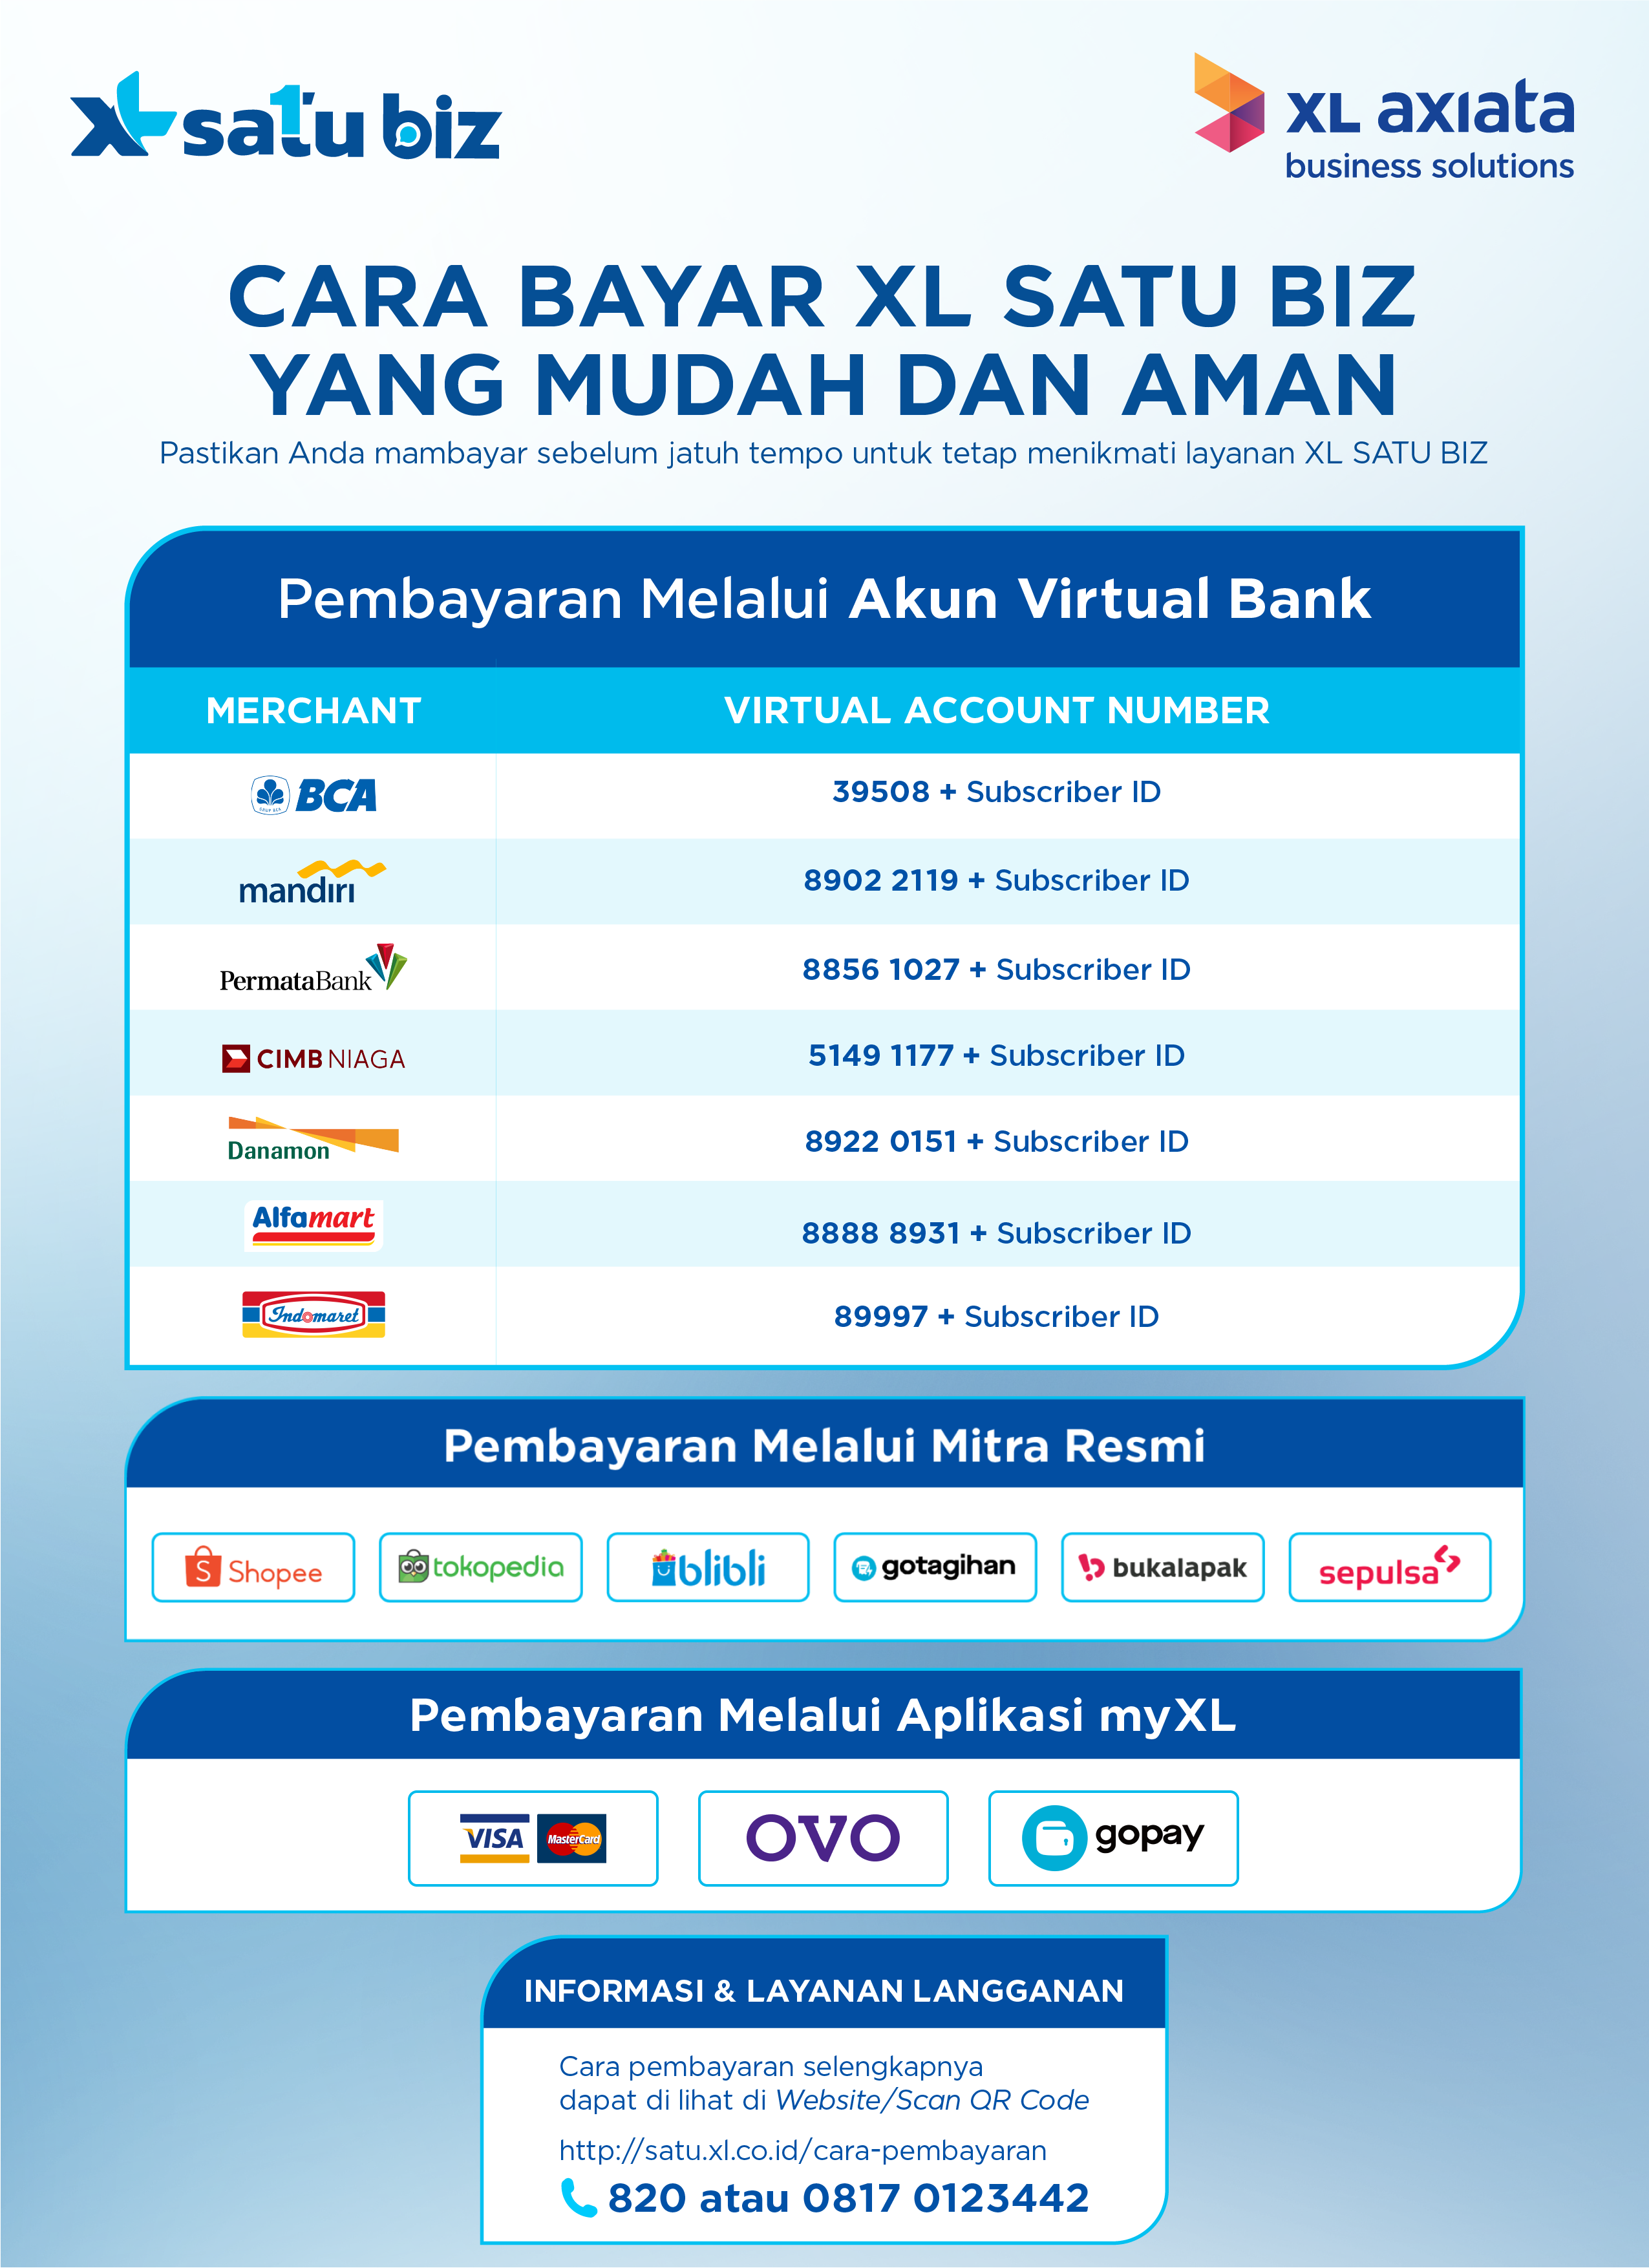 XL satu biz
XL axiata
business solutions
CARA BAYAR XL SATU BIZ
YANG MUDAH DAN AMAN
Pastikan Anda mambayar sebelum jatuh tempo untuk tetap menikmati layanan XL SATU BIZ
Pembayaran Melalui Akun Virtual Bank
MERCHANT VIRTUAL ACCOUNT NUMBER
BCA 39508 + Subscriber ID
mandiri 8902 2119 + Subscriber ID
PermataBank 8856 1027 + Subscriber ID
CIMB NIAGA 5149 1177 + Subscriber ID
Danamon 8922 0151 + Subscriber ID
Alfamart 8888 8931 + Subscriber ID
Indomaret 89997 + Subscriber ID
Pembayaran Melalui Mitra Resmi
Shopee tokopedia blibli gotagihan bukalapak sepulsa
Pembayaran Melalui Aplikasi myXL
VISA MasterCard OVO gopay
INFORMASI & LAYANAN LANGGANAN
Cara pembayaran selengkapnya
dapat di lihat di Website/Scan QR Code
http://satu.xl.co.id/cara-pembayaran
820 atau 0817 0123442